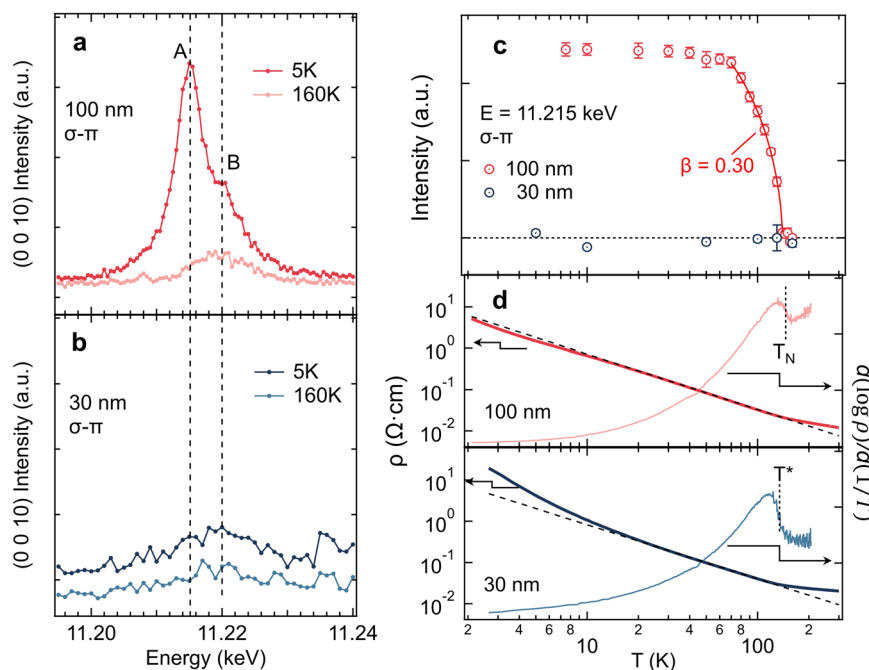 a
A
5K
160K
100 nm
σ-π
B
(0 0 10) Intensity (a.u.)
b
5K
160K
30 nm
σ-π
(0 0 10) Intensity (a.u.)
11.20
11.22
11.24
Energy (keV)
c
E = 11.215 keV
σ-π
100 nm
30 nm
β = 0.30
Intensity (a.u.)
d
10¹
10⁰
10⁻¹
10⁻²
T_N
100 nm
ρ (Ω·cm)
d(log ρ)/d(1/T)
10¹
10⁰
10⁻¹
10⁻²
T*
30 nm
2 4 6 8 10 2 4 6 8 100 2
T (K)